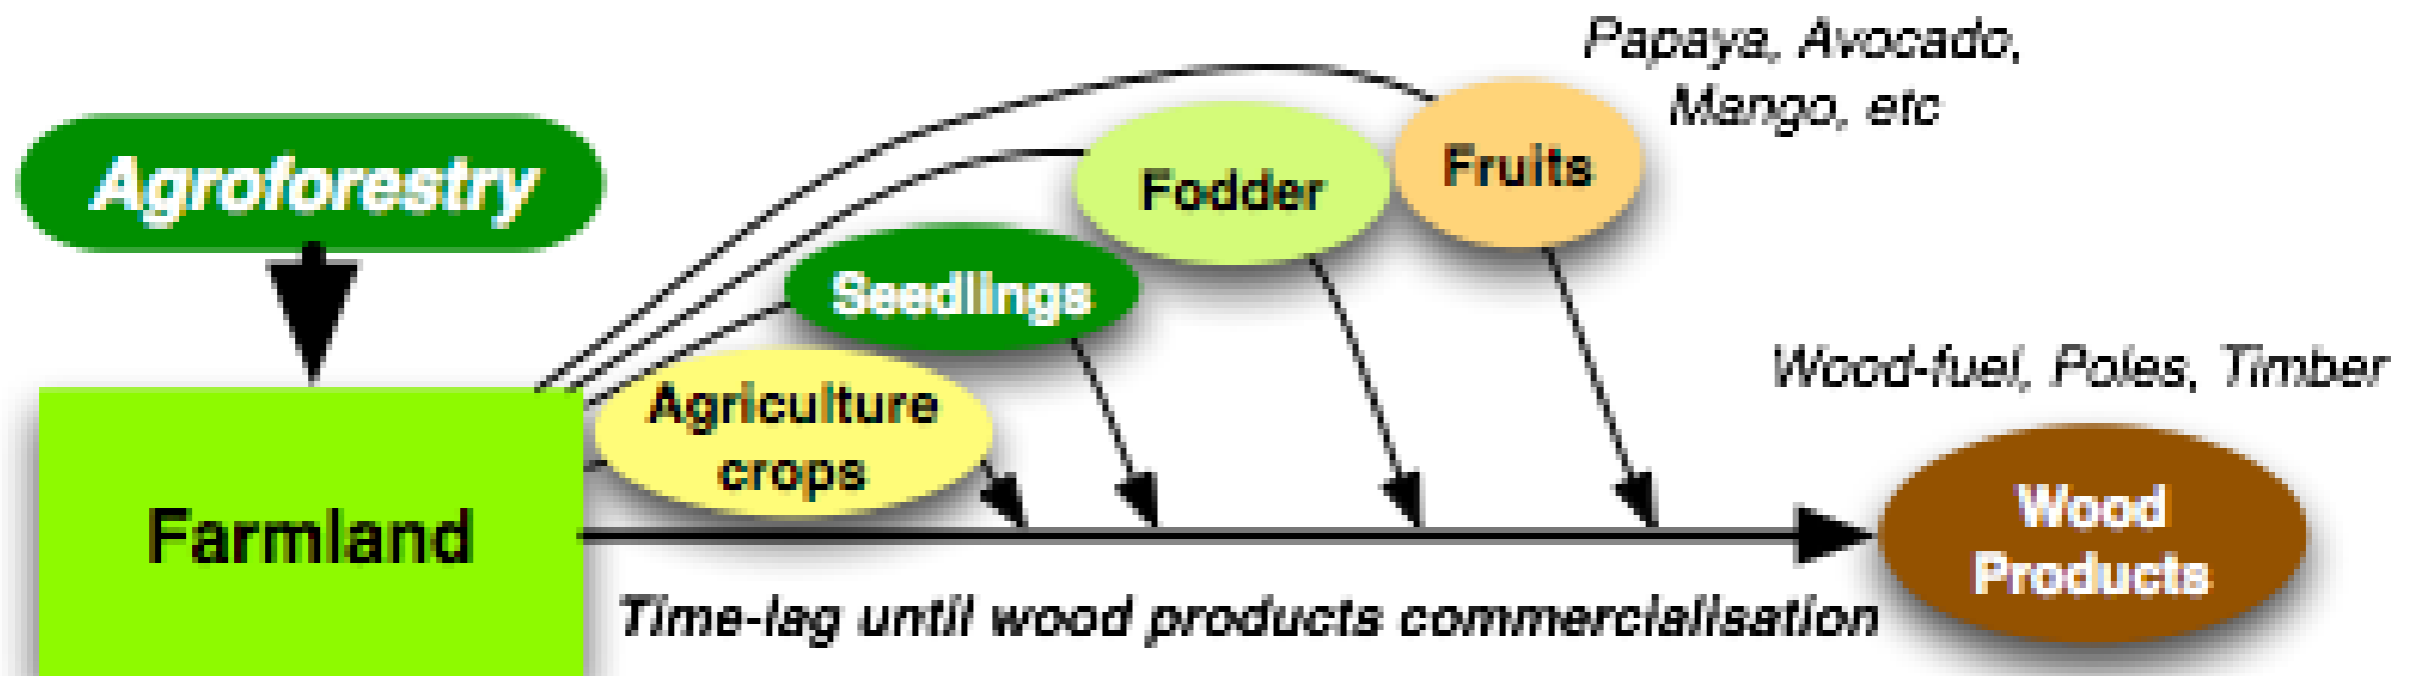 Papaya, Avocado,
Mango, etc
Agroforestry
Fodder
Fruits
Seedlings
Agriculture
crops
Wood-fuel, Poles, Timber
Farmland
Wood
Products
Time-lag until wood products commercialisation